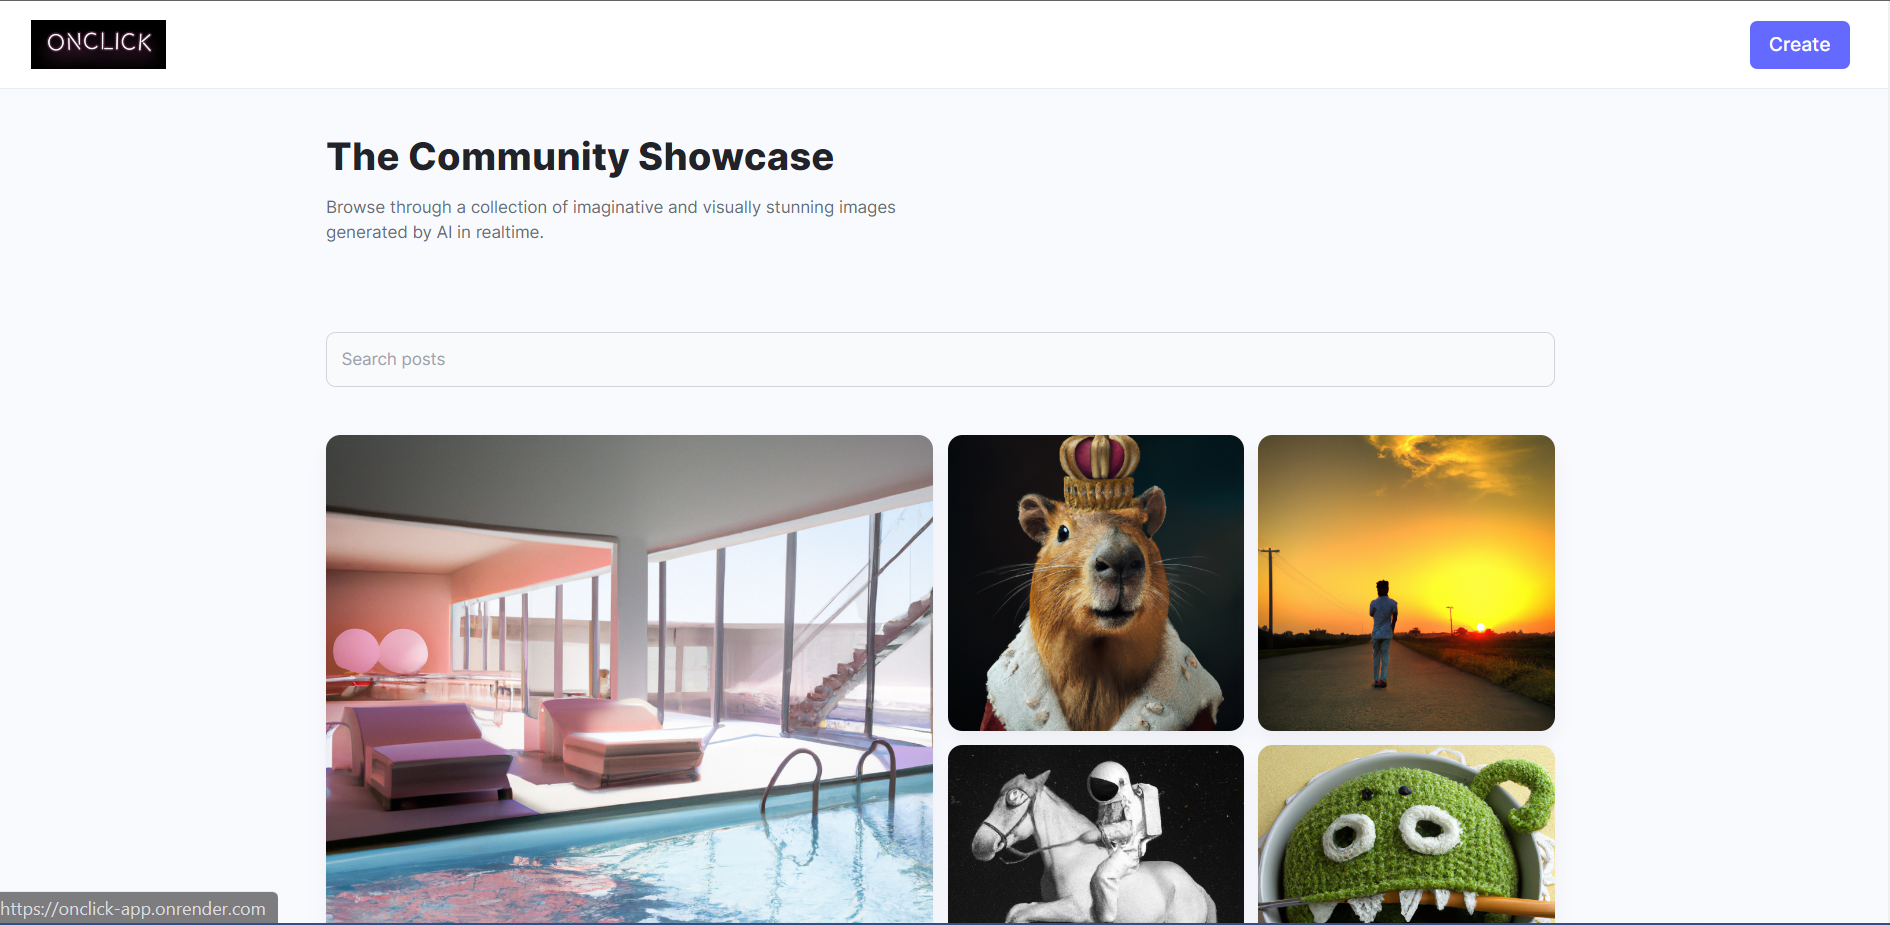 ONCLICK
Create
The Community Showcase
Browse through a collection of imaginative and visually stunning images
generated by AI in realtime.
Search posts
https://onclick-app.onrender.com